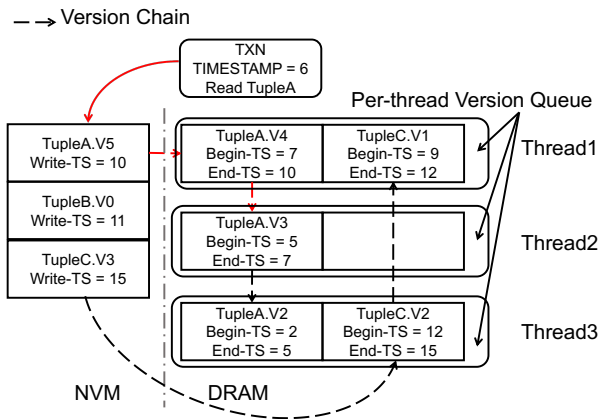 Version Chain
TXN
TIMESTAMP = 6
Read TupleA
Per-thread Version Queue
TupleA.V5
Write-TS = 10
TupleB.V0
Write-TS = 11
TupleC.V3
Write-TS = 15
TupleA.V4
Begin-TS = 7
End-TS = 10
TupleC.V1
Begin-TS = 9
End-TS = 12
Thread1
TupleA.V3
Begin-TS = 5
End-TS = 7
Thread2
TupleA.V2
Begin-TS = 2
End-TS = 5
TupleC.V2
Begin-TS = 12
End-TS = 15
Thread3
NVM
DRAM